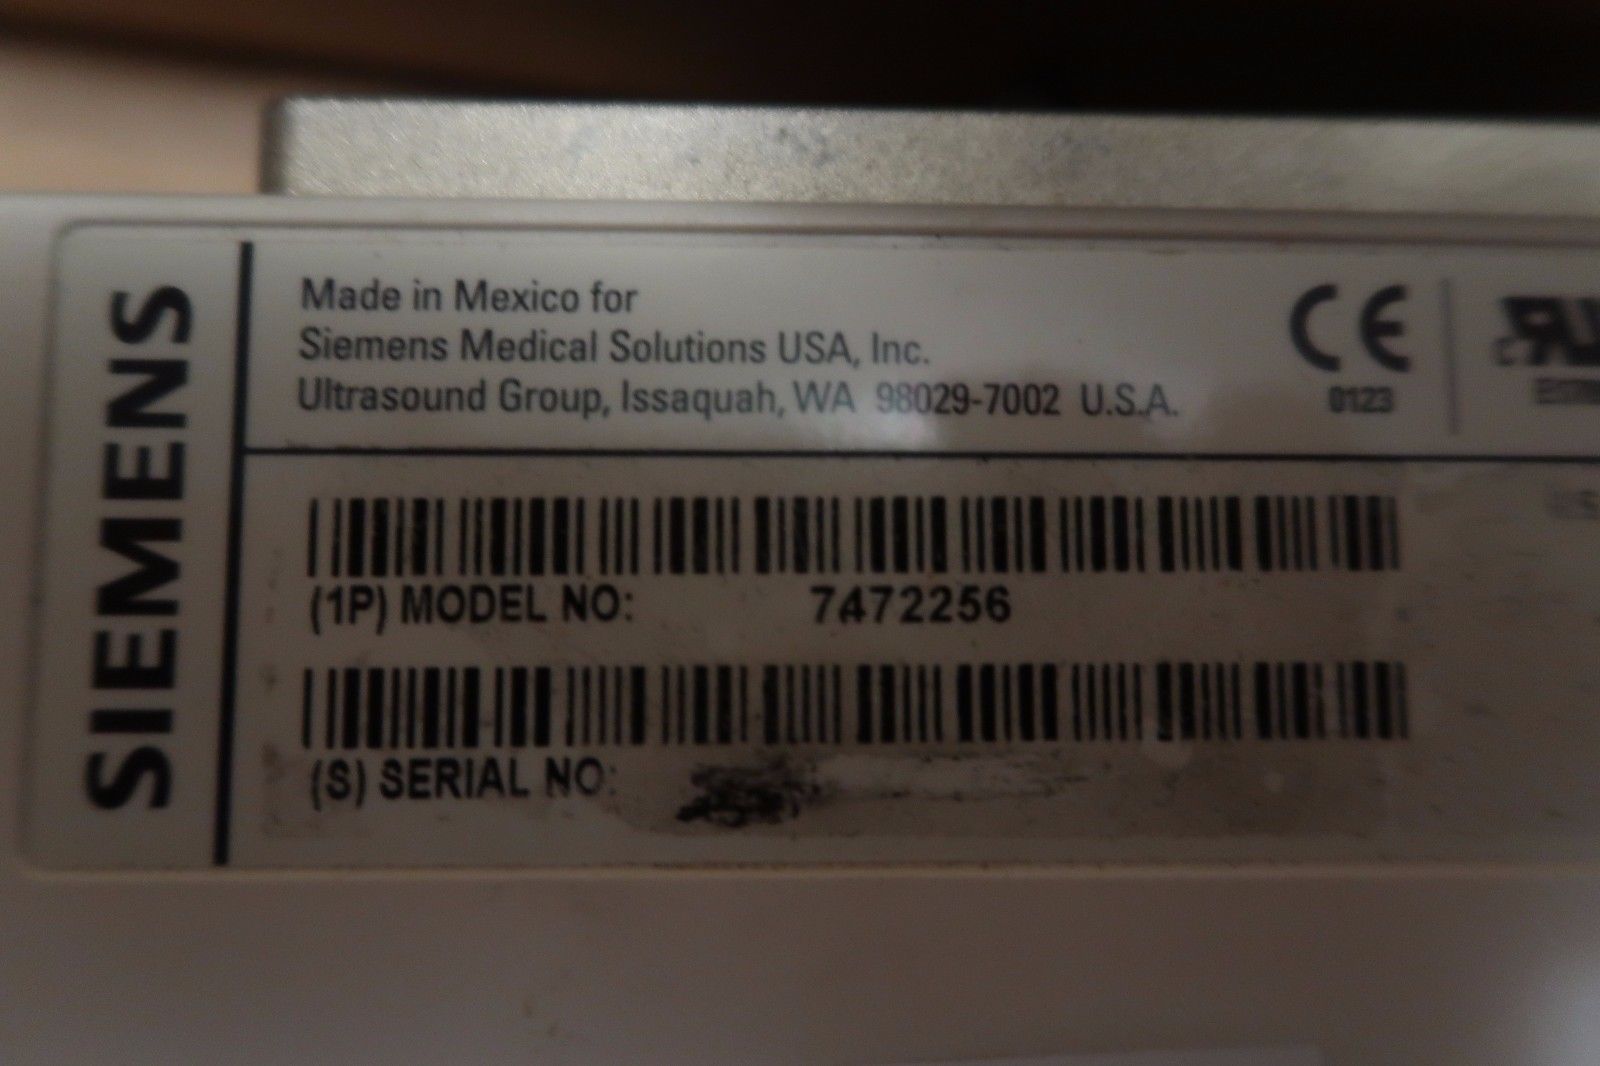 SIEMENS
Made in Mexico for
Siemens Medical Solutions USA, Inc.
Ultrasound Group, Issaquah, WA 98029-7002 U.S.A.
CE
0123
(1P) MODEL NO: 7472256
(S) SERIAL NO: